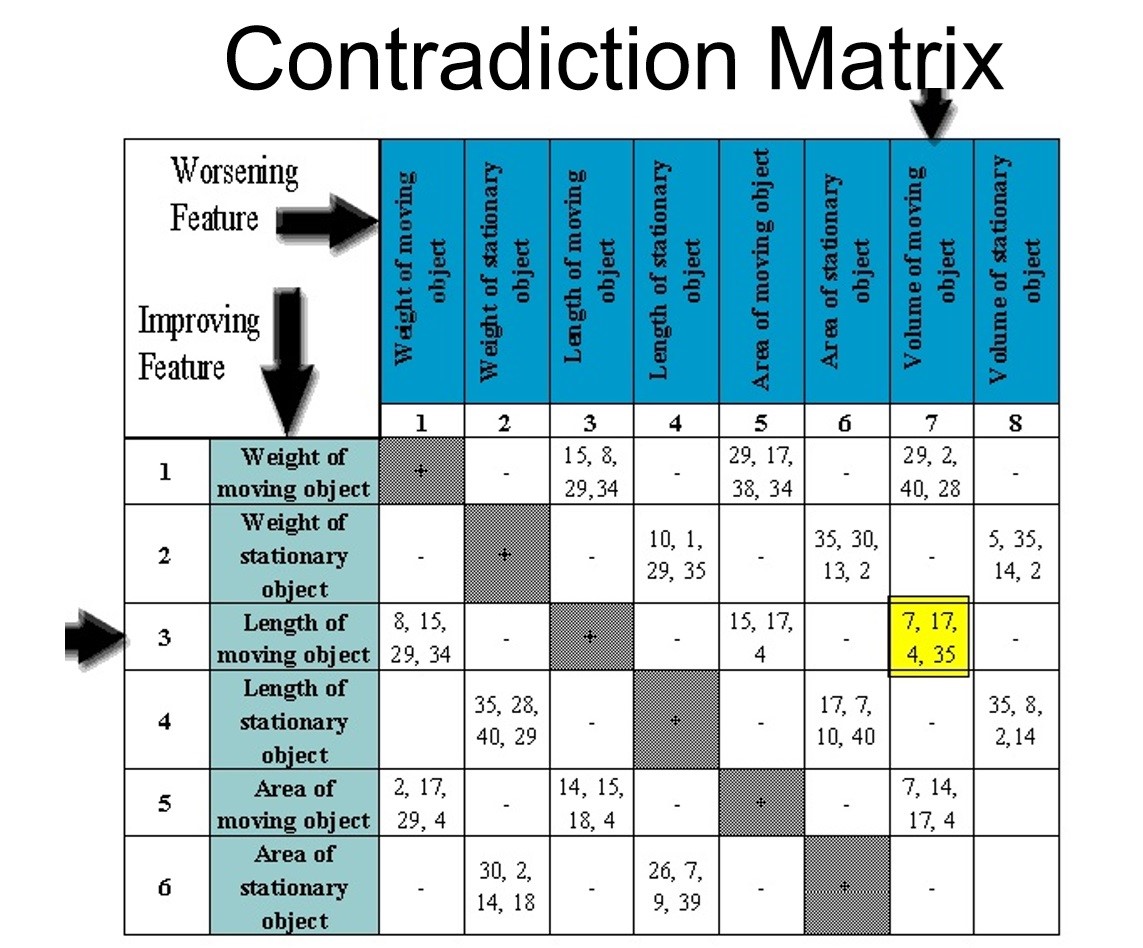 Contradiction Matrix
Worsening
Feature
Improving
Feature
Weight of moving
object
Weight of stationary
object
Length of moving
object
Length of stationary
object
Area of moving object
Area of stationary
object
Volume of moving
object
Volume of stationary
object
1 2 3 4 5 6 7 8
1 Weight of moving object + - 15, 8, 29,34 - 29, 17, 38, 34 - 29, 2, 40, 28 -
2 Weight of stationary object - + - 10, 1, 29, 35 - 35, 30, 13, 2 - 5, 35, 14, 2
3 Length of moving object 8, 15, 29, 34 - + - 15, 17, 4 - 7, 17, 4, 35 -
4 Length of stationary object 35, 28, 40, 29 - + - 17, 7, 10, 40 - 35, 8, 2,14
5 Area of moving object 2, 17, 29, 4 - 14, 15, 18, 4 - + - 7, 14, 17, 4
6 Area of stationary object - 30, 2, 14, 18 - 26, 7, 9, 39 - + -